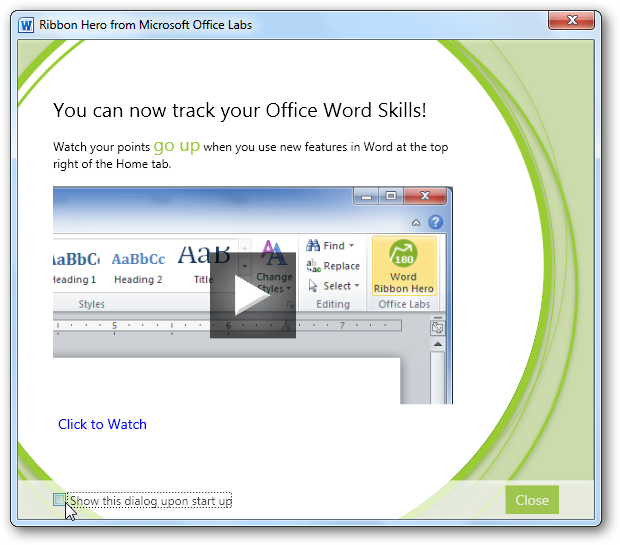 Ribbon Hero from Microsoft Office Labs
You can now track your Office Word Skills!
Watch your points go up when you use new features in Word at the top
right of the Home tab.
AaBbCc AaBbCc AaB
Heading 1 Heading 2 Title
Change
Styles
Styles
Find
Replace
Select
Editing
180
Word
Ribbon Hero
Office Labs
5 6 7
Click to Watch
Show this dialog upon start up
Close